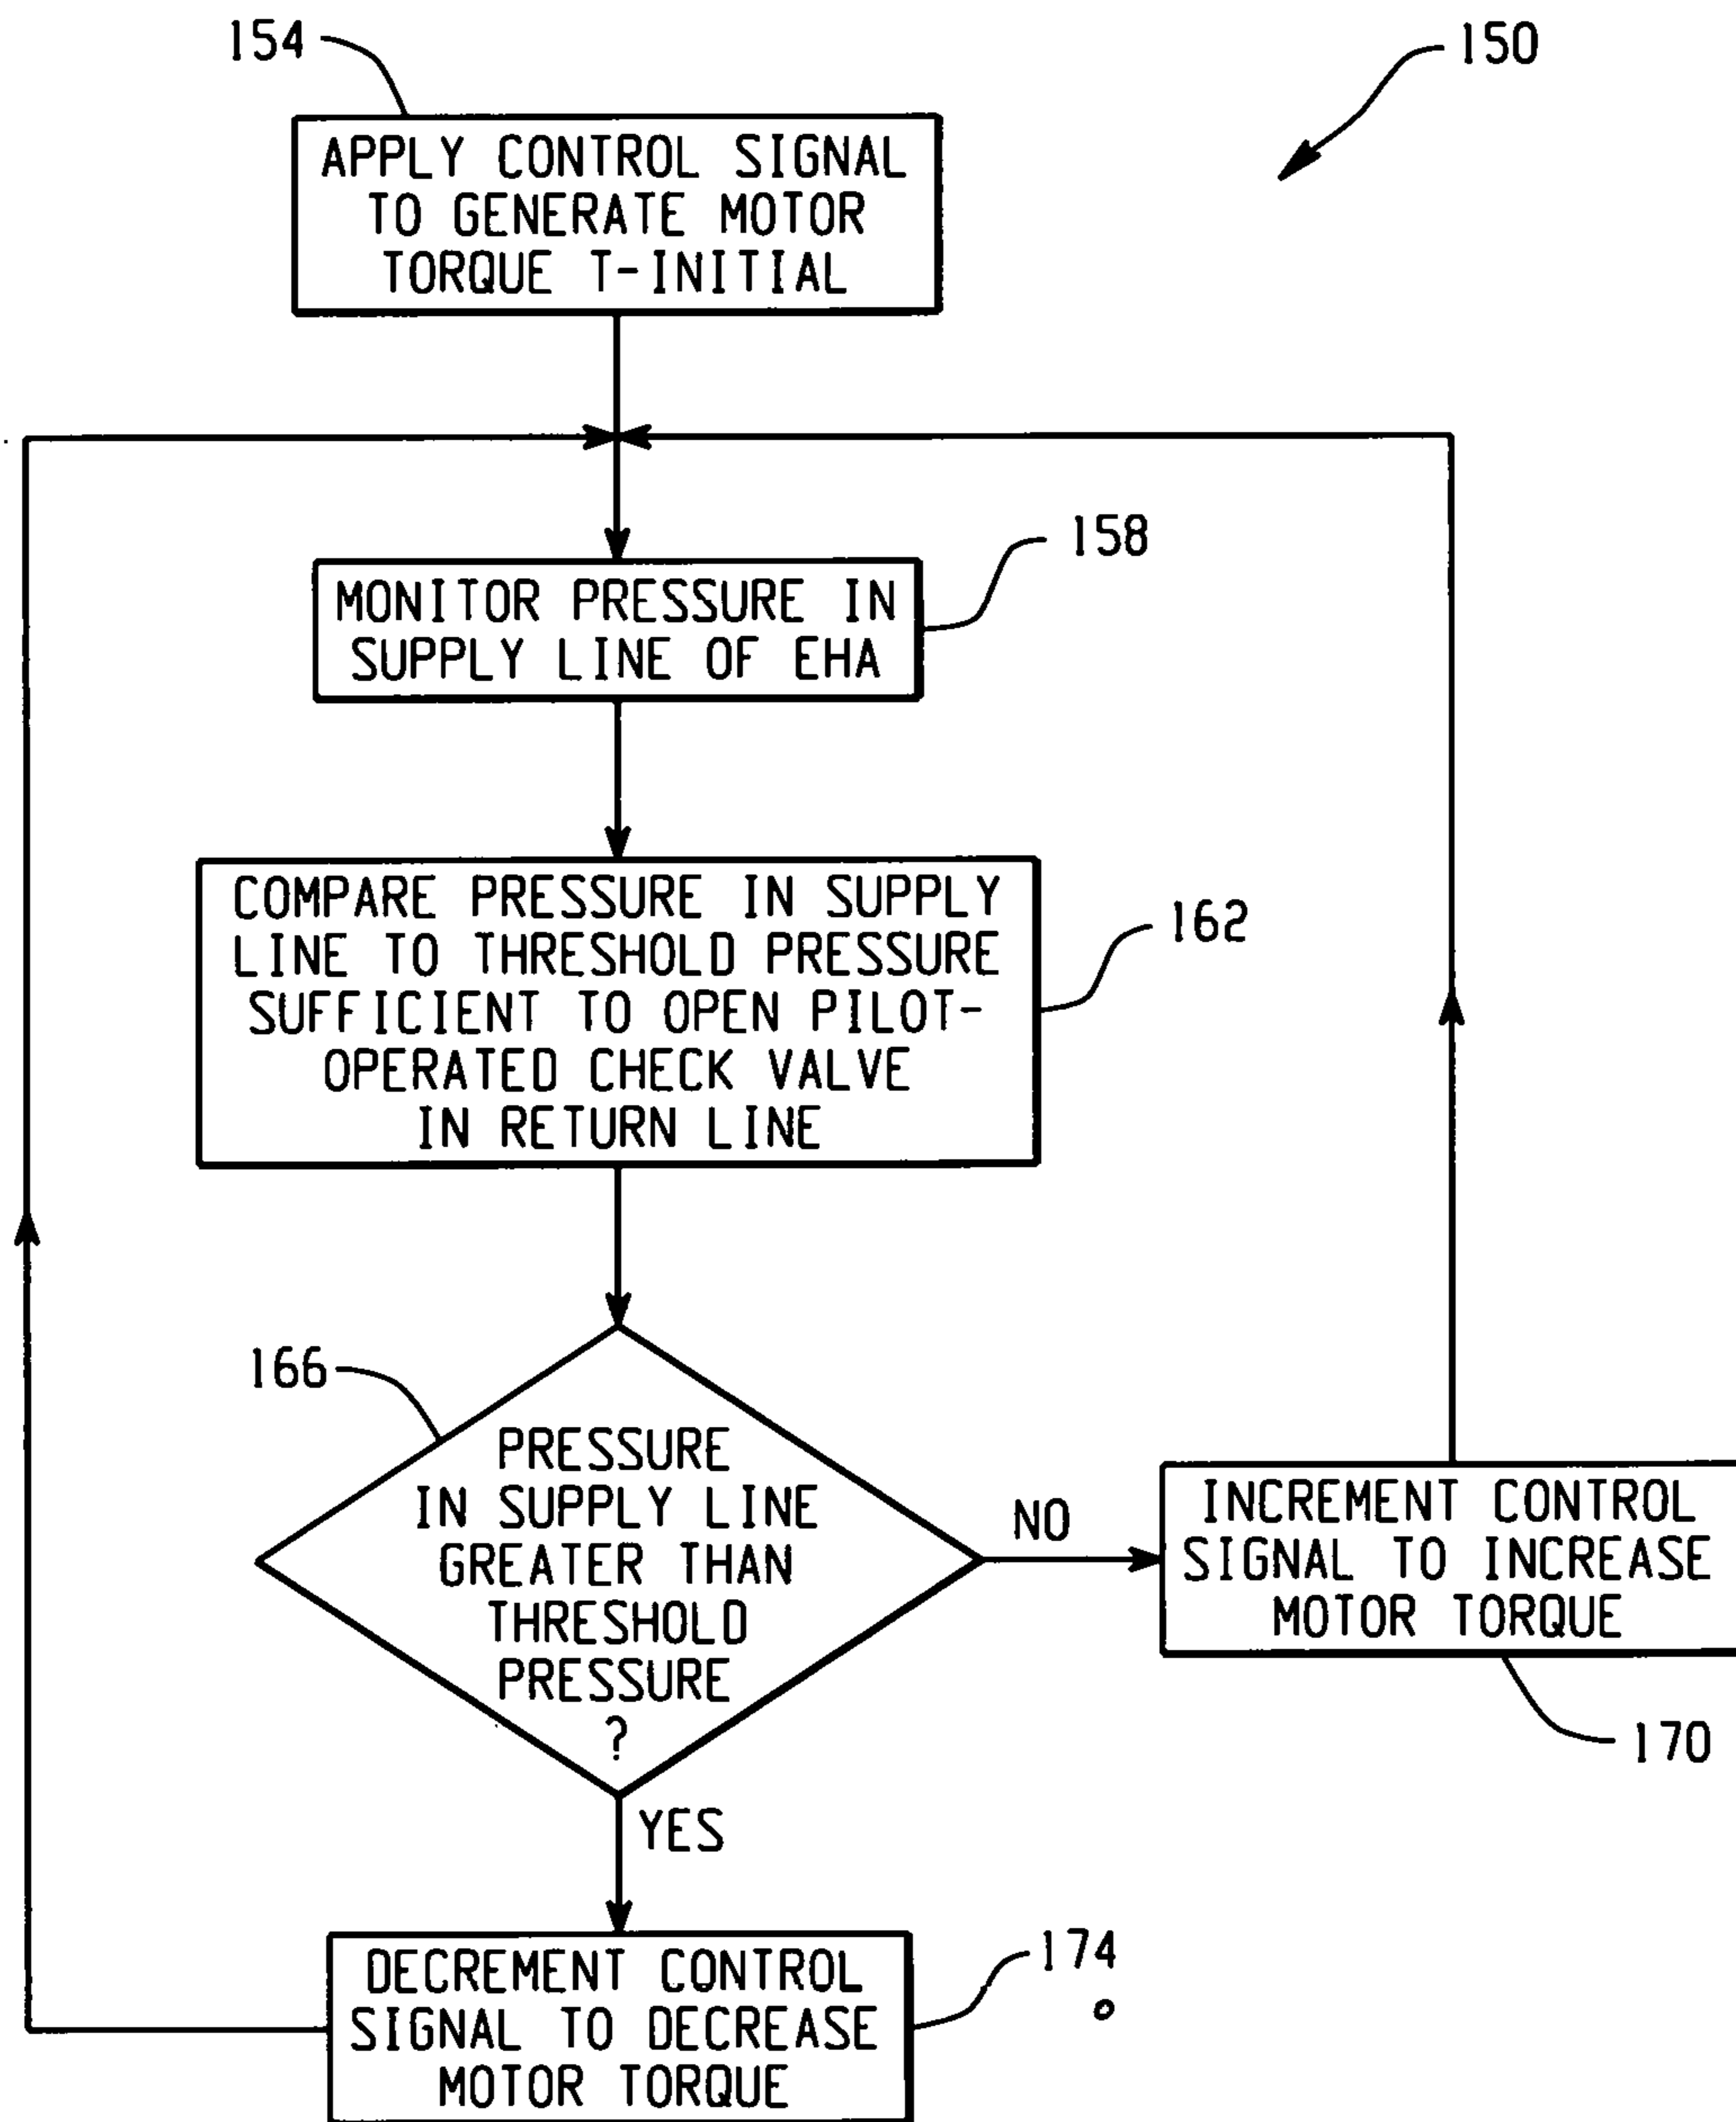 154
150
APPLY CONTROL SIGNAL
TO GENERATE MOTOR
TORQUE T-INITIAL
158
MONITOR PRESSURE IN
SUPPLY LINE OF EHA
COMPARE PRESSURE IN SUPPLY
LINE TO THRESHOLD PRESSURE
SUFFICIENT TO OPEN PILOT-
OPERATED CHECK VALVE
IN RETURN LINE
162
166
PRESSURE
IN SUPPLY LINE
GREATER THAN
THRESHOLD
PRESSURE
?
NO
INCREMENT CONTROL
SIGNAL TO INCREASE
MOTOR TORQUE
170
YES
DECREMENT CONTROL
SIGNAL TO DECREASE
MOTOR TORQUE
174